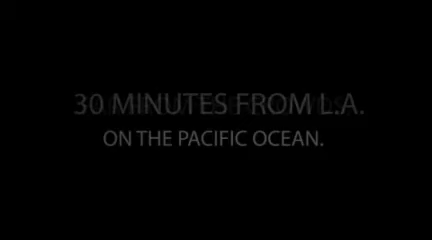 30 MINUTES FROM L.A.
ON THE PACIFIC OCEAN.